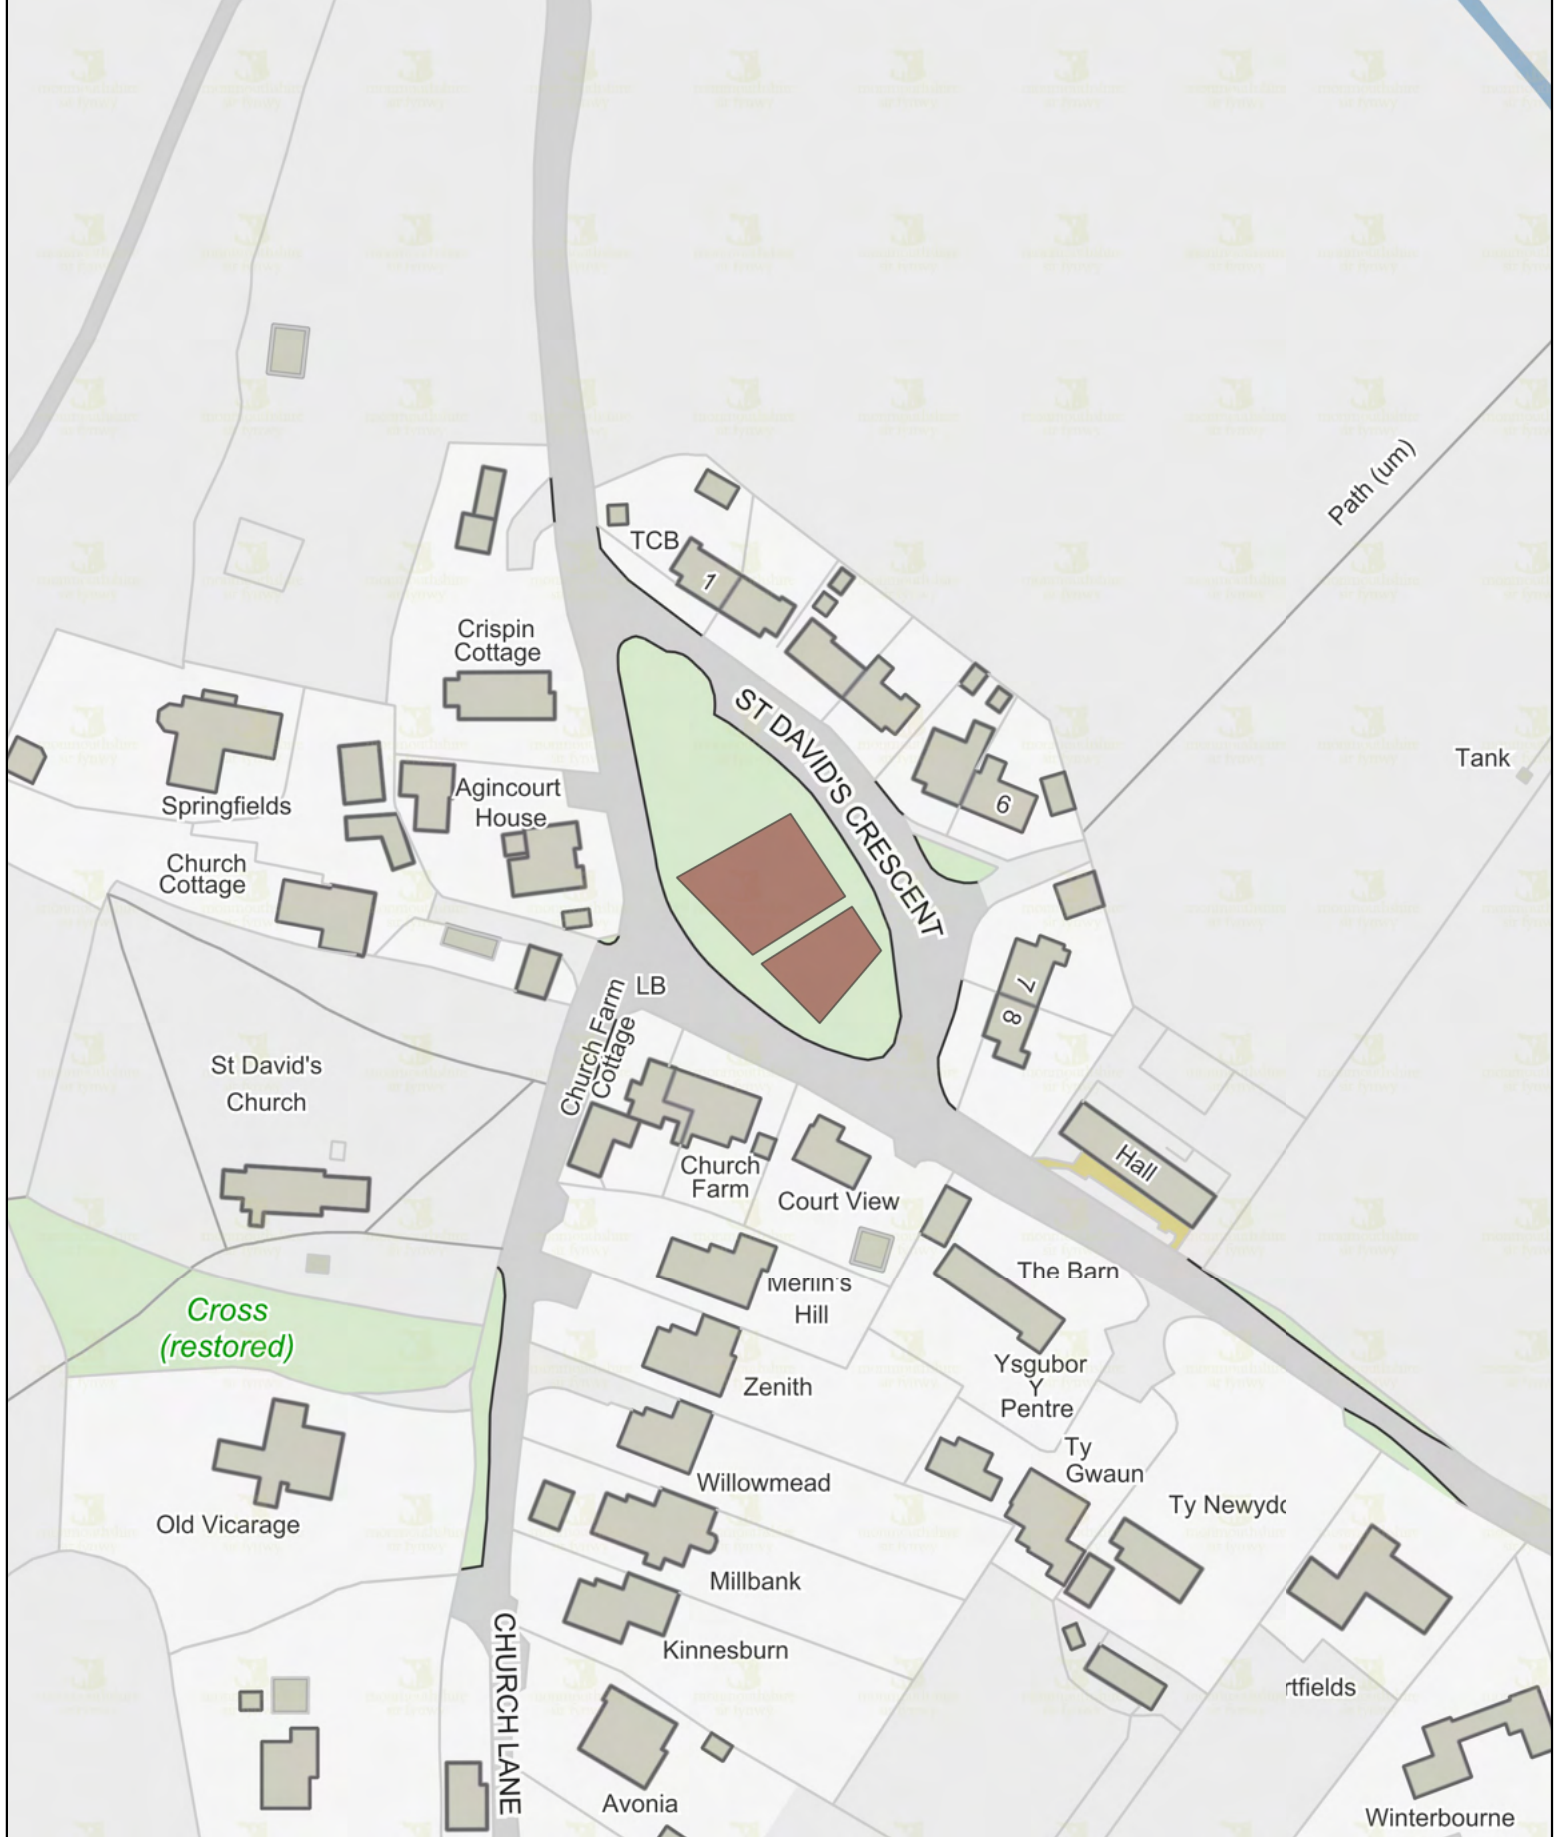 Path (um)
TCB
1
Crispin
Cottage
ST DAVID'S CRESCENT
Tank
Agincourt
House
Springfields
6
Church
Cottage
LB
Church Farm
Cottage
7
8
St David's
Church
Hall
Church
Farm
Court View
The Barn
Merlin's
Hill
Cross
(restored)
Ysgubor
Y
Pentre
Zenith
Ty
Gwaun
Willowmead
Ty Newydd
Old Vicarage
Millbank
Kinnesburn
CHURCH LANE
rtfields
Avonia
Winterbourne